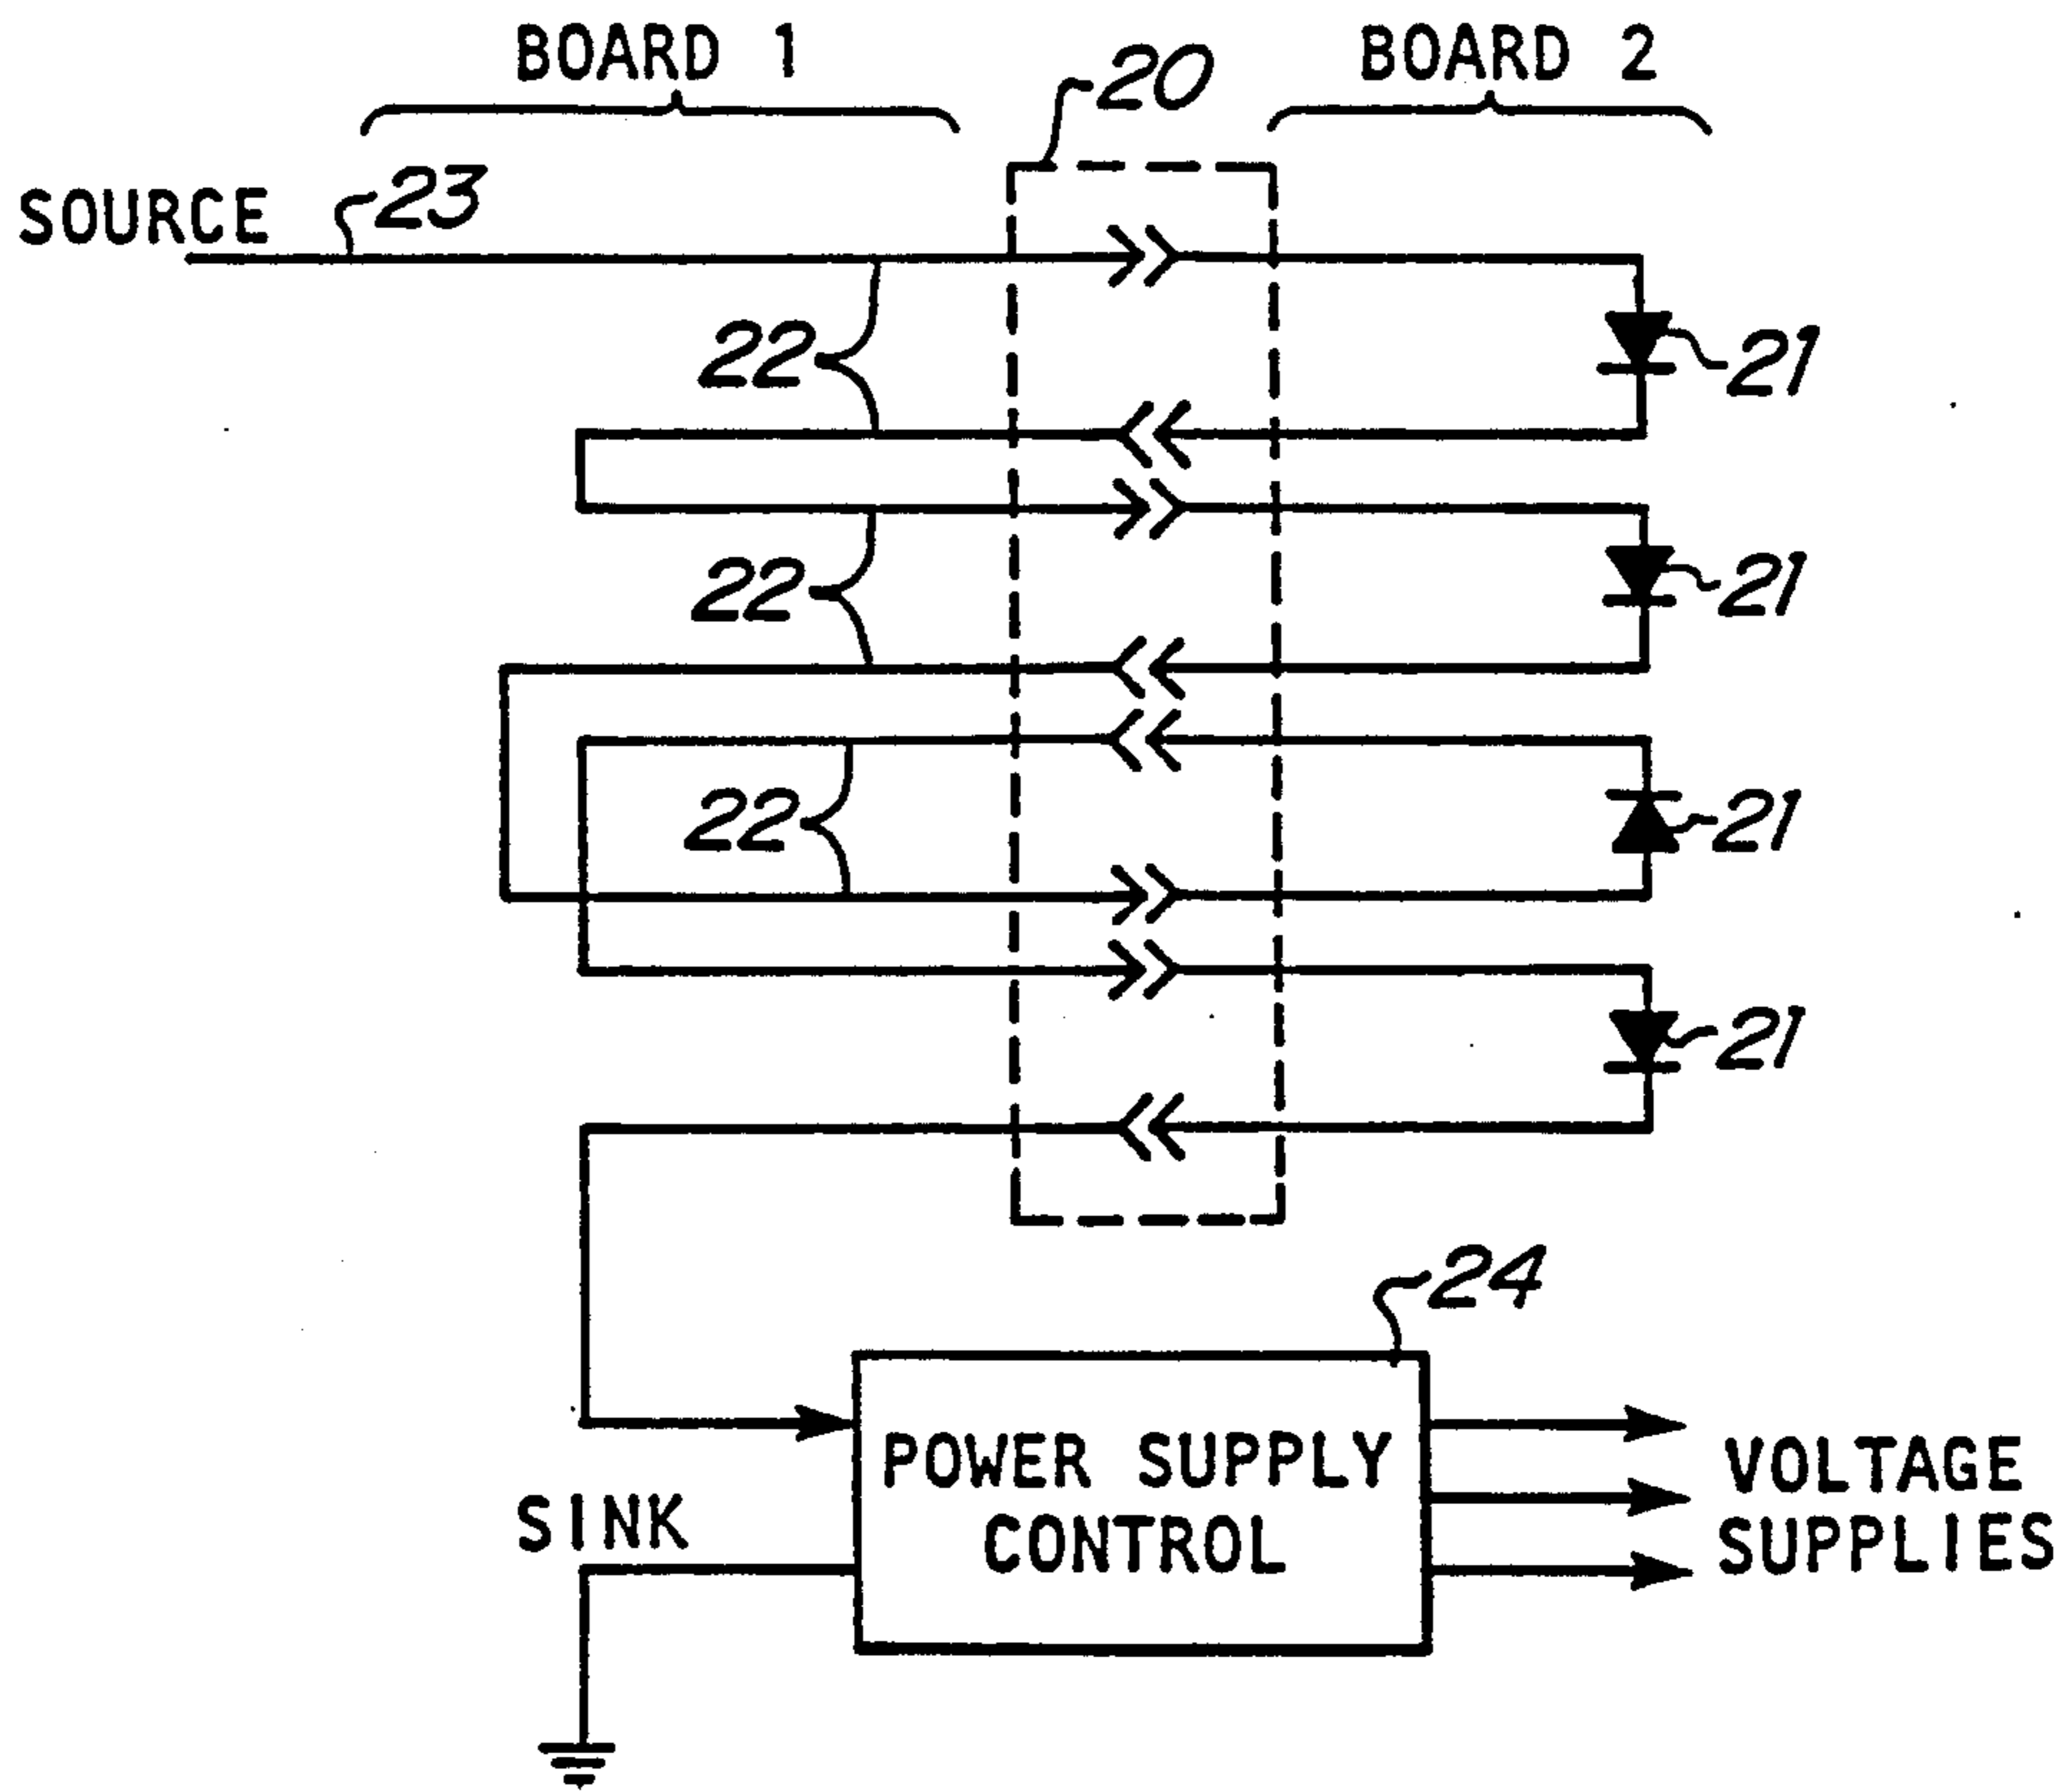 BOARD 1
BOARD 2
20
SOURCE
23
22
21
22
21
22
21
21
24
POWER SUPPLY
CONTROL
SINK
VOLTAGE
SUPPLIES